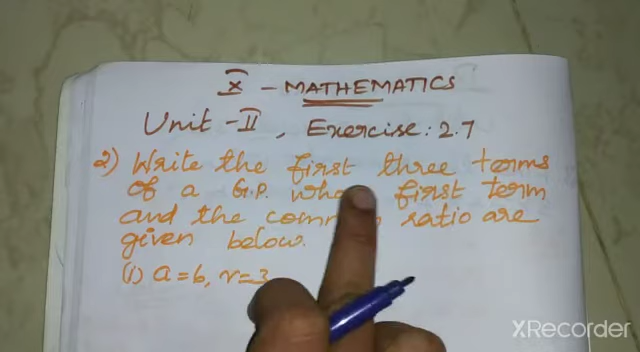 X - MATHEMATICS
Unit - II , Exercise : 2.7
2) Write the first three terms
of a G.P. first term
and the ratio are
given below.
(i) a = 6, r = 3
XRecorder